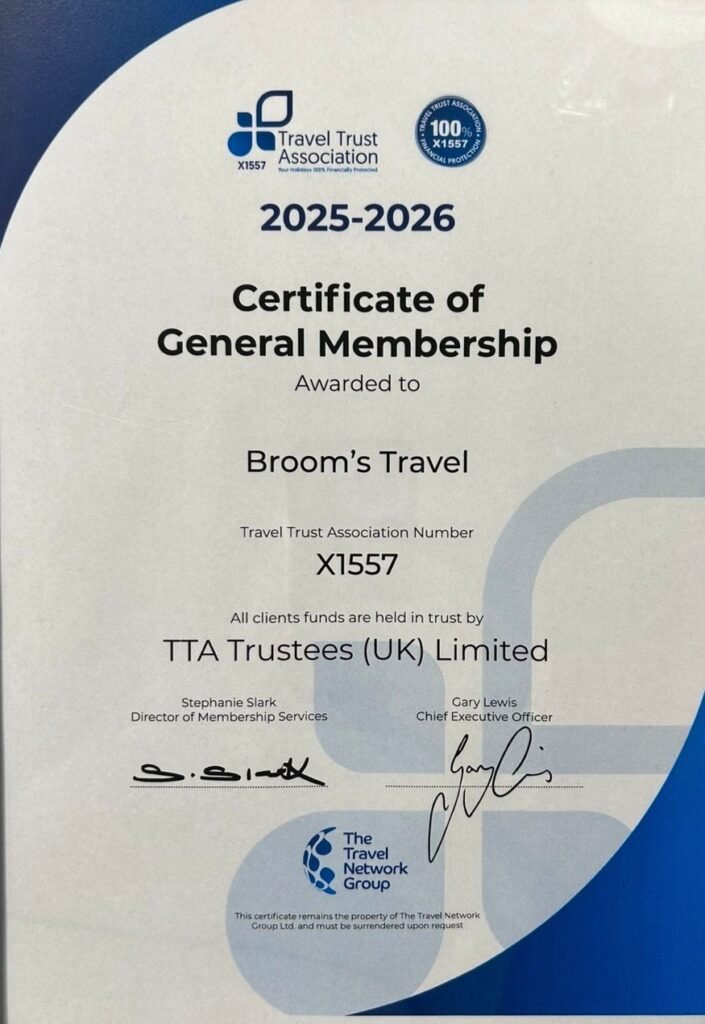 Travel Trust
Association
X1557
Your Holidays 100% Financially Protected
TRAVEL TRUST ASSOCIATION
100%
X1557
FINANCIAL PROTECTION
2025-2026
Certificate of
General Membership
Awarded to
Broom's Travel
Travel Trust Association Number
X1557
All clients funds are held in trust by
TTA Trustees (UK) Limited
Stephanie Slark
Director of Membership Services
Gary Lewis
Chief Executive Officer
S. Slark
Gary Lewis
The
Travel
Network
Group
This certificate remains the property of The Travel Network
Group Ltd. and must be surrendered upon request